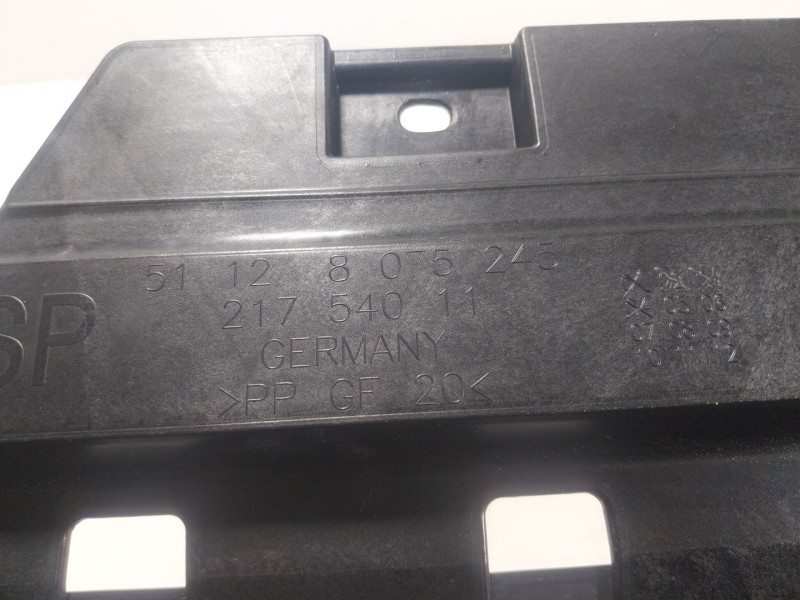 51 12 8 075 245
217 540 11
GERMANY
SP
>PP GF 20<